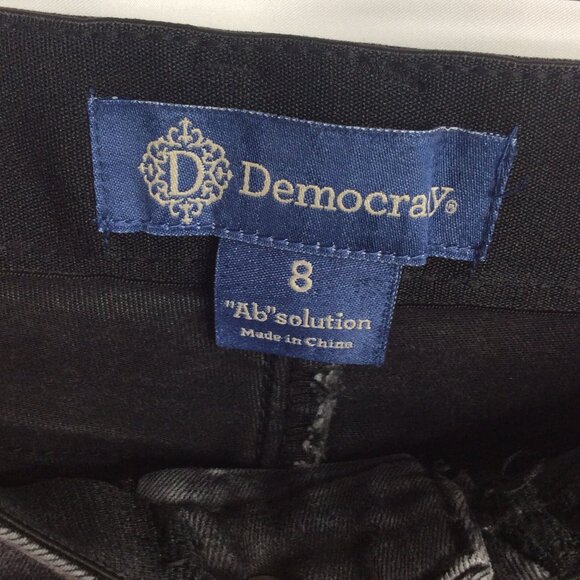 D Democracy®
8
"Ab"solution
Made in China